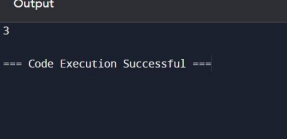 Output
3
=== Code Execution Successful ===